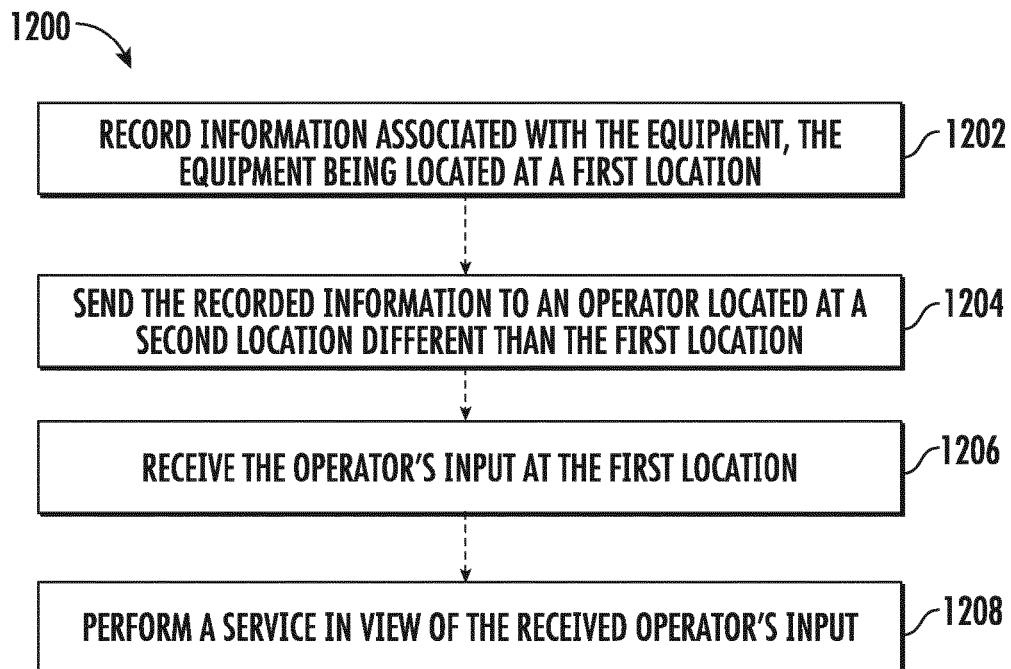 1200
RECORD INFORMATION ASSOCIATED WITH THE EQUIPMENT, THE
EQUIPMENT BEING LOCATED AT A FIRST LOCATION
1202
SEND THE RECORDED INFORMATION TO AN OPERATOR LOCATED AT A
SECOND LOCATION DIFFERENT THAN THE FIRST LOCATION
1204
RECEIVE THE OPERATOR'S INPUT AT THE FIRST LOCATION
1206
PERFORM A SERVICE IN VIEW OF THE RECEIVED OPERATOR'S INPUT
1208